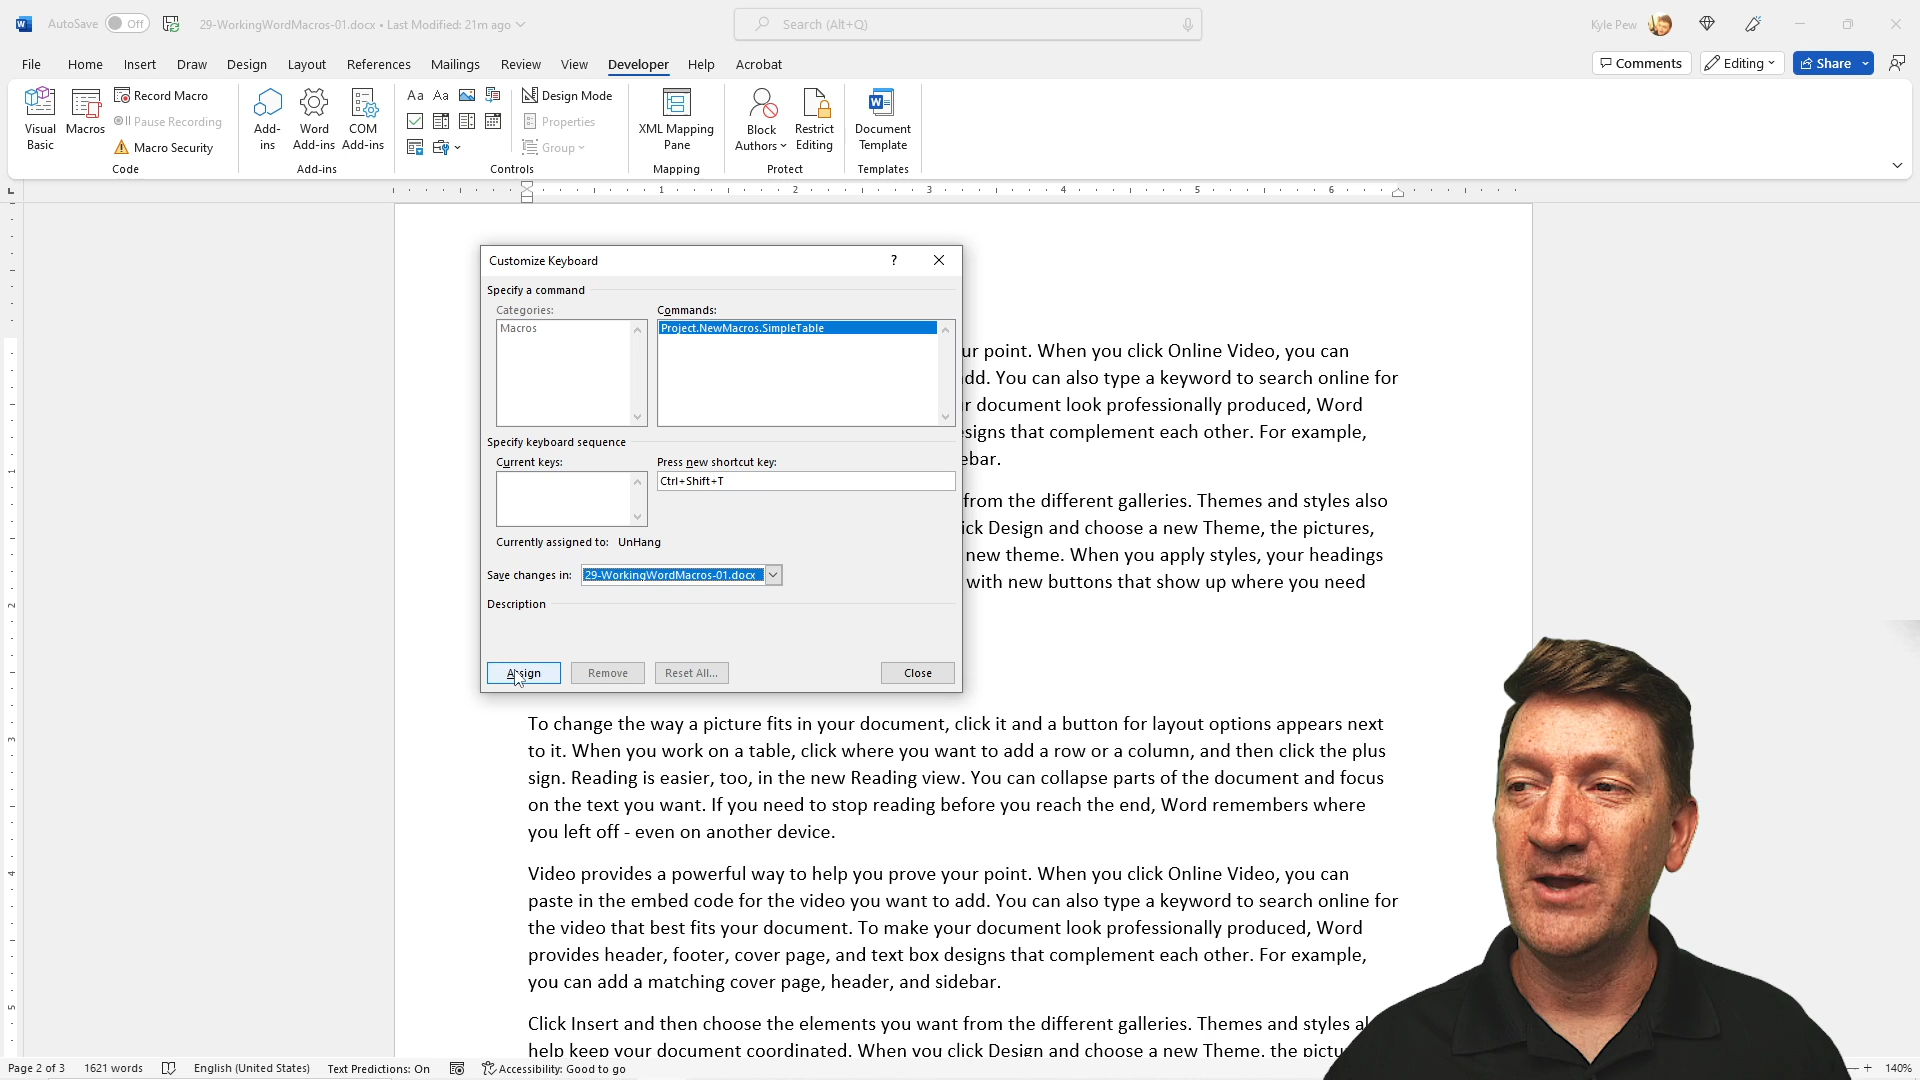 AutoSave Off 29-WorkingWordMacros-01.docx • Last Modified: 21m ago Search (Alt+Q) Kyle Pew
File Home Insert Draw Design Layout References Mailings Review View Developer Help Acrobat Comments Editing Share
Visual Basic
Macros
Record Macro
Pause Recording
Macro Security
Code
Add-ins
Word Add-ins
COM Add-ins
Add-ins
Aa Aa
Design Mode
Properties
Group
Controls
XML Mapping Pane
Mapping
Block Authors
Restrict Editing
Protect
Document Template
Templates
1 2 3 4 5 6
Customize Keyboard ?
Specify a command
Categories: Commands:
Macros Project.NewMacros.SimpleTable
Specify keyboard sequence
Current keys: Press new shortcut key:
Ctrl+Shift+T
Currently assigned to: UnHang
Save changes in: 29-WorkingWordMacros-01.docx
Description
Assign Remove Reset All... Close
ur point. When you click Online Video, you can
dd. You can also type a keyword to search online for
r document look professionally produced, Word
signs that complement each other. For example,
ebar.
from the different galleries. Themes and styles also
ick Design and choose a new Theme, the pictures,
new theme. When you apply styles, your headings
with new buttons that show up where you need
To change the way a picture fits in your document, click it and a button for layout options appears next
to it. When you work on a table, click where you want to add a row or a column, and then click the plus
sign. Reading is easier, too, in the new Reading view. You can collapse parts of the document and focus
on the text you want. If you need to stop reading before you reach the end, Word remembers where
you left off - even on another device.
Video provides a powerful way to help you prove your point. When you click Online Video, you can
paste in the embed code for the video you want to add. You can also type a keyword to search online for
the video that best fits your document. To make your document look professionally produced, Word
provides header, footer, cover page, and text box designs that complement each other. For example,
you can add a matching cover page, header, and sidebar.
Click Insert and then choose the elements you want from the different galleries. Themes and styles al
help keep your document coordinated. When you click Design and choose a new Theme, the pictu
1
2
3
4
5
Page 2 of 3 1621 words English (United States) Text Predictions: On Accessibility: Good to go 140%